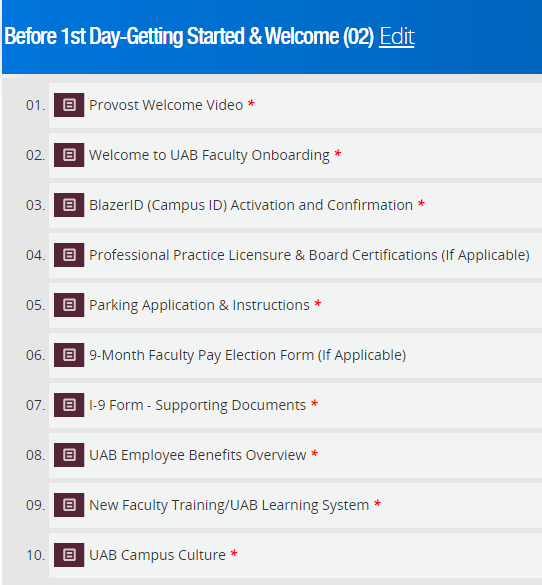 Before 1st Day-Getting Started & Welcome (02) Edit
01. Provost Welcome Video *
02. Welcome to UAB Faculty Onboarding *
03. BlazerID (Campus ID) Activation and Confirmation *
04. Professional Practice Licensure & Board Certifications (If Applicable)
05. Parking Application & Instructions *
06. 9-Month Faculty Pay Election Form (If Applicable)
07. I-9 Form - Supporting Documents *
08. UAB Employee Benefits Overview *
09. New Faculty Training/UAB Learning System *
10. UAB Campus Culture *